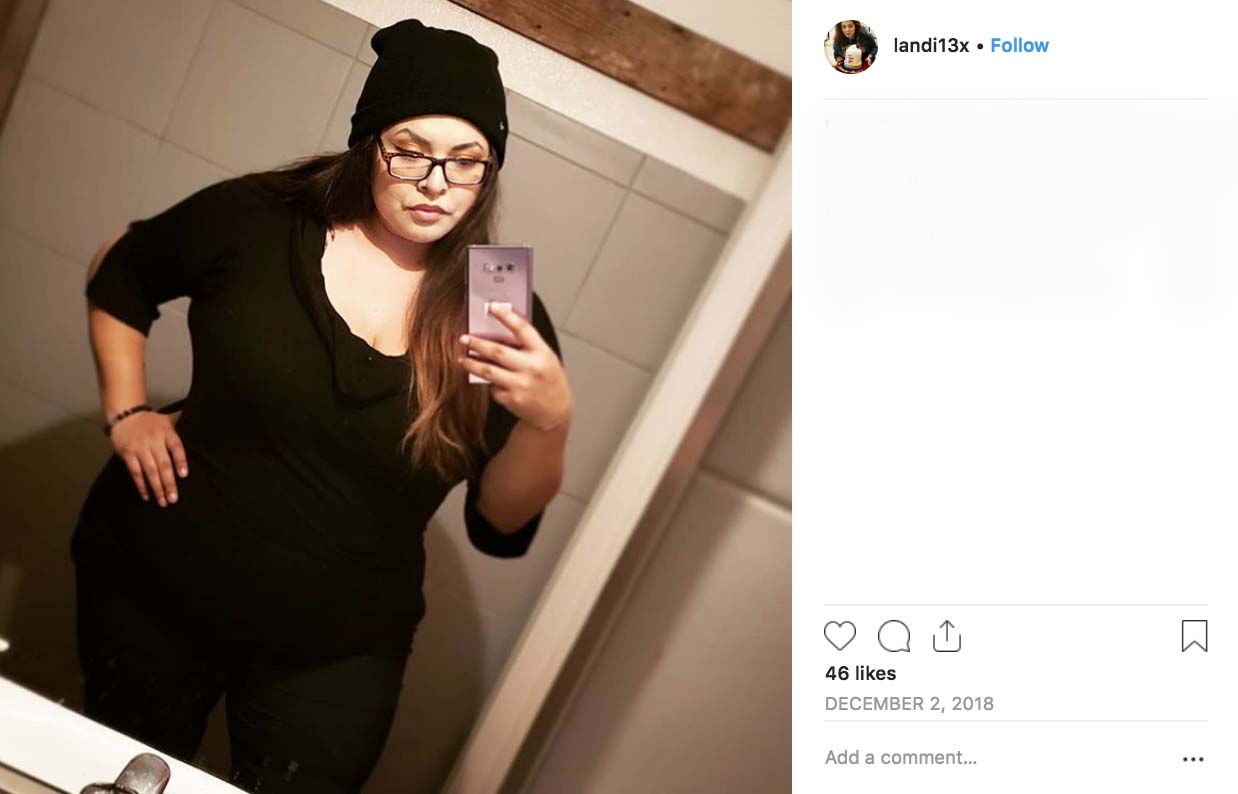 landi13x • Follow
46 likes
DECEMBER 2, 2018
Add a comment...